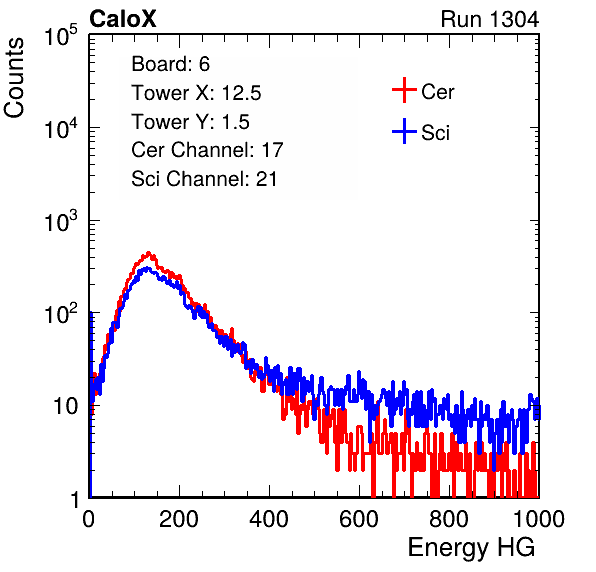 CaloX Run 1304
Counts
Board: 6
Tower X: 12.5
Tower Y: 1.5
Cer Channel: 17
Sci Channel: 21
Cer
Sci
10^5
10^4
10^3
10^2
10
1
0 200 400 600 800 1000
Energy HG